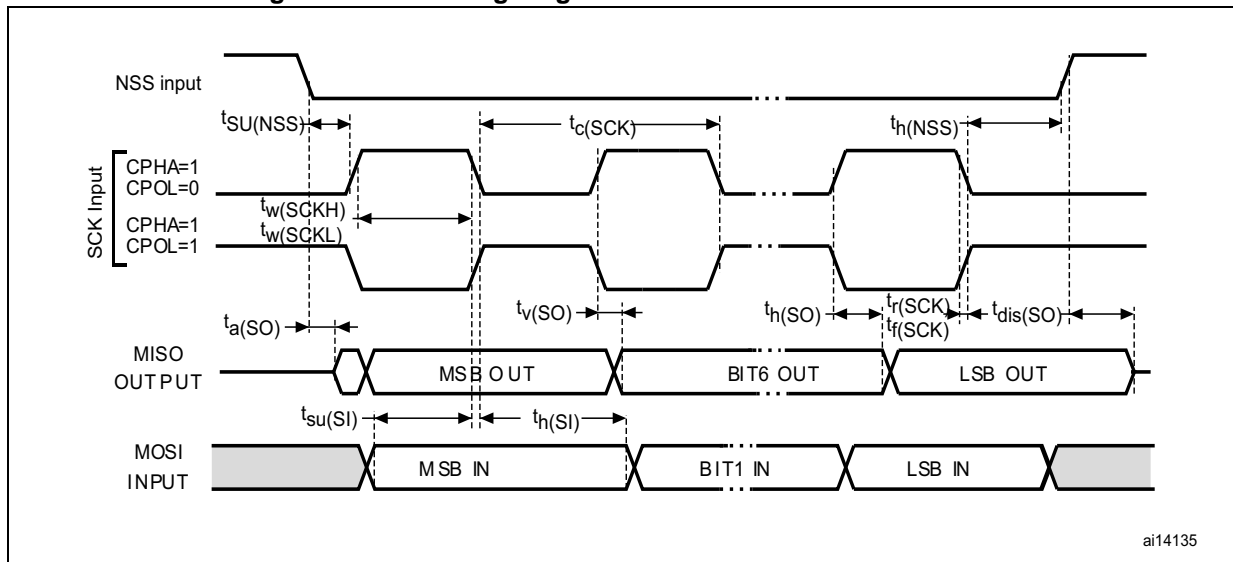 NSS input
tSU(NSS)
tc(SCK)
th(NSS)
SCK Input
CPHA=1
CPOL=0
tw(SCKH)
CPHA=1
tw(SCKL)
CPOL=1
ta(SO)
tv(SO)
th(SO)
tr(SCK)
tf(SCK)
tdis(SO)
MISO
OUTPUT
MSB OUT
BIT6 OUT
LSB OUT
tsu(SI)
th(SI)
MOSI
INPUT
MSB IN
BIT1 IN
LSB IN
ai14135